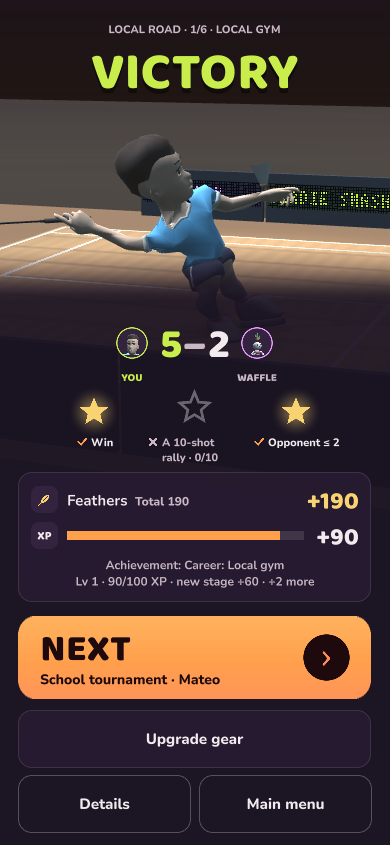 LOCAL ROAD · 1/6 · LOCAL GYM
VICTORY
5–2
YOU
WAFFLE
Win
A 10-shot
rally · 0/10
Opponent ≤ 2
Feathers Total 190
+190
XP
+90
Achievement: Career: Local gym
Lv 1 · 90/100 XP · new stage +60 · +2 more
NEXT
School tournament · Mateo
Upgrade gear
Details
Main menu